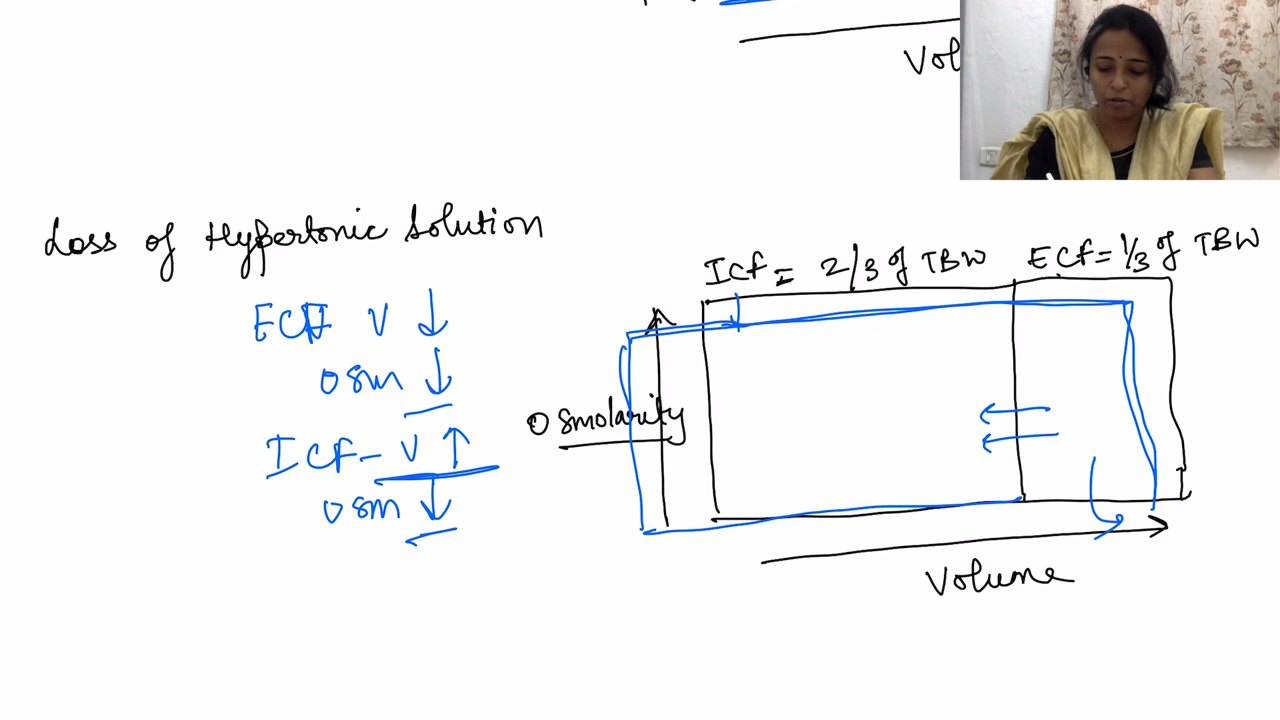 Vol
Loss of Hypertonic Solution
ICF = 2/3 of TBW
ECF = 1/3 of TBW
ECF V ↓
osm ↓
Osmolarity
ICF - V ↑
osm ↓
Volume